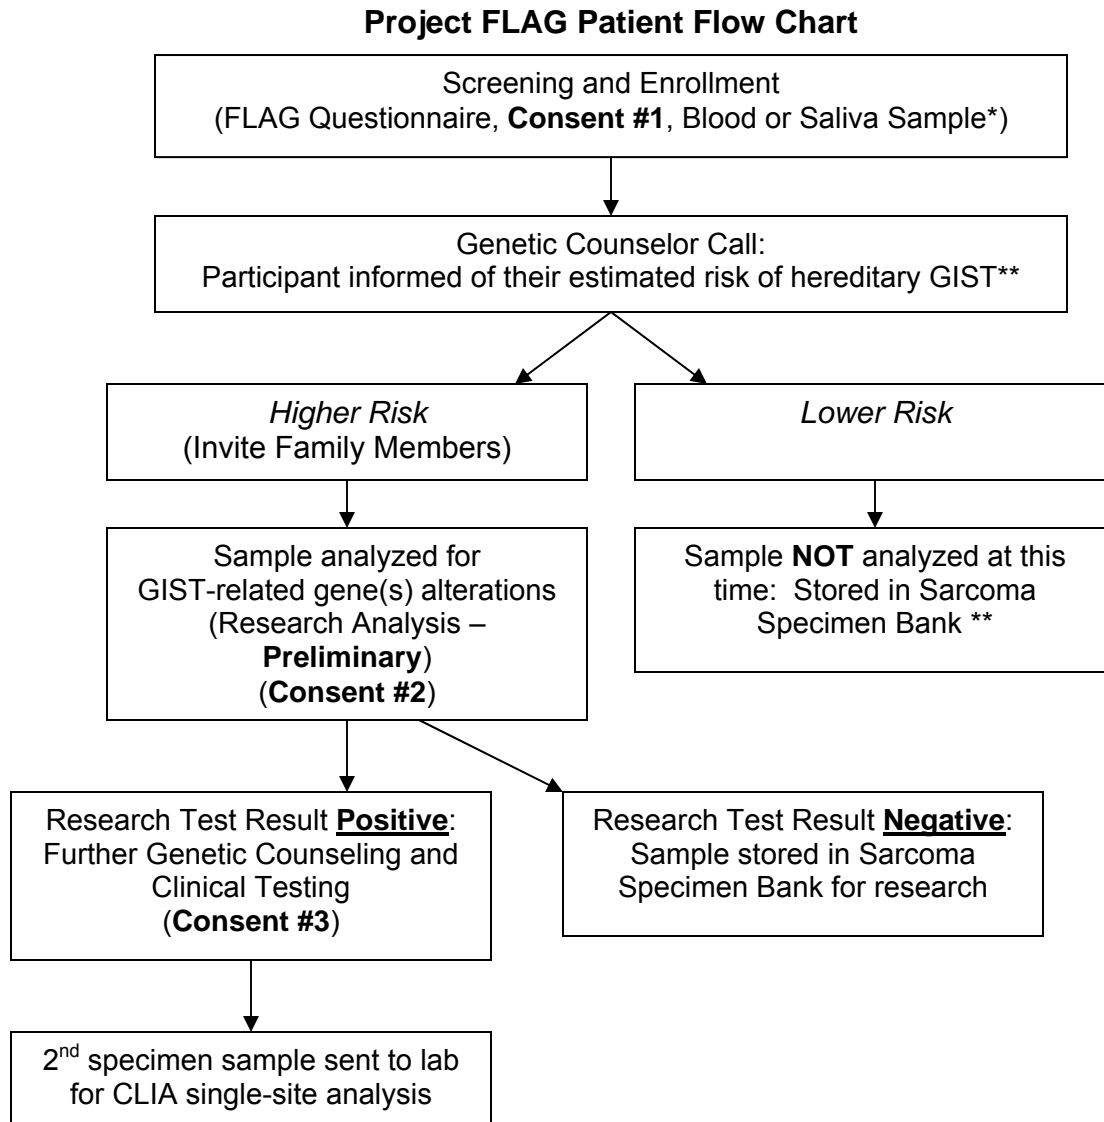 Project FLAG Patient Flow Chart
Screening and Enrollment
(FLAG Questionnaire, Consent #1, Blood or Saliva Sample*)
Genetic Counselor Call:
Participant informed of their estimated risk of hereditary GIST**
Higher Risk
(Invite Family Members)
Lower Risk
Sample analyzed for
GIST-related gene(s) alterations
(Research Analysis –
Preliminary)
(Consent #2)
Sample NOT analyzed at this
time: Stored in Sarcoma
Specimen Bank **
Research Test Result Positive:
Further Genetic Counseling and
Clinical Testing
(Consent #3)
Research Test Result Negative:
Sample stored in Sarcoma
Specimen Bank for research
2nd specimen sample sent to lab
for CLIA single-site analysis